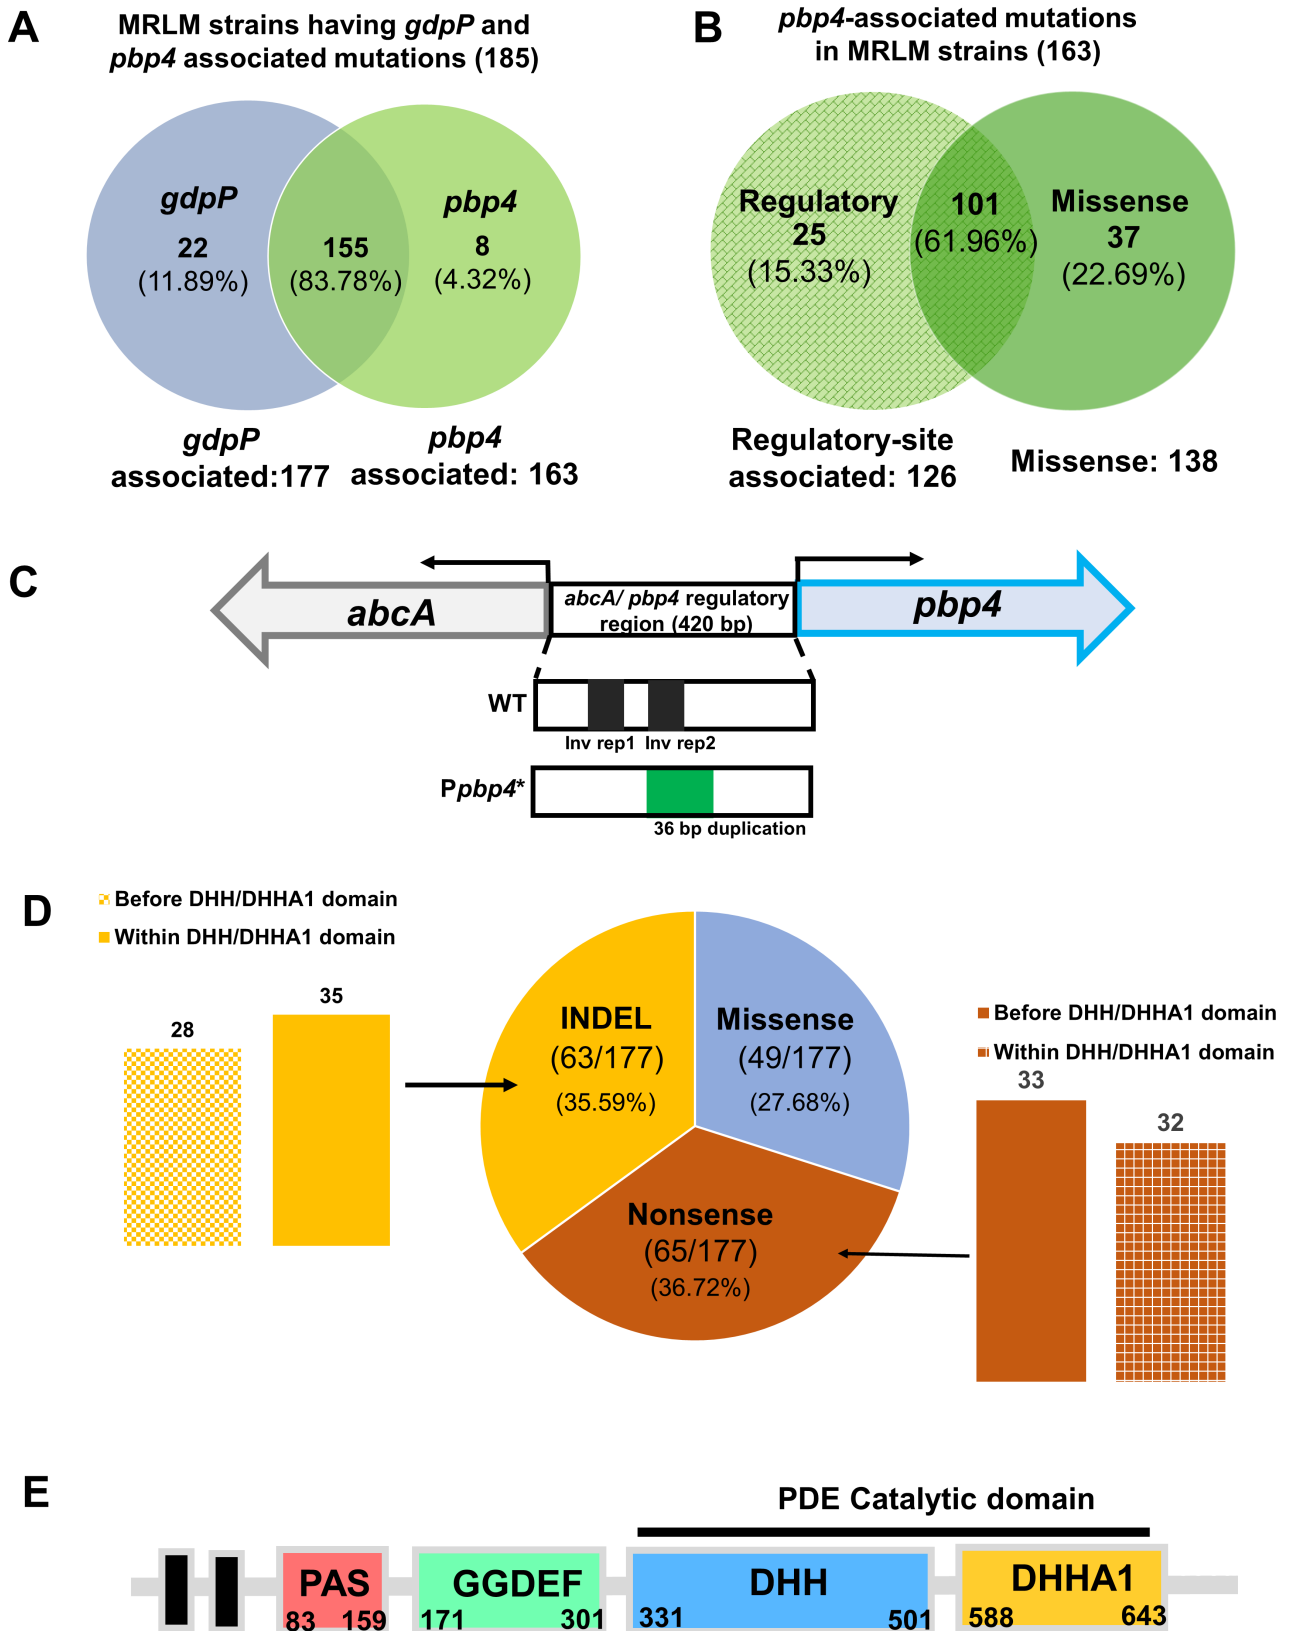 A
MRLM strains having gdpP and
pbp4 associated mutations (185)
gdpP
22
(11.89%)
155
(83.78%)
pbp4
8
(4.32%)
gdpP
associated:177
pbp4
associated: 163
B
pbp4-associated mutations
in MRLM strains (163)
Regulatory
25
(15.33%)
101
(61.96%)
Missense
37
(22.69%)
Regulatory-site
associated: 126
Missense: 138
C
abcA
abcA/ pbp4 regulatory
region (420 bp)
pbp4
WT
Inv rep1 Inv rep2
Ppbp4*
36 bp duplication
D
Before DHH/DHHA1 domain
Within DHH/DHHA1 domain
28
35
INDEL
(63/177)
(35.59%)
Missense
(49/177)
(27.68%)
Nonsense
(65/177)
(36.72%)
Before DHH/DHHA1 domain
Within DHH/DHHA1 domain
33
32
E
PDE Catalytic domain
PAS
83 159
GGDEF
171 301
DHH
331 501
DHHA1
588 643